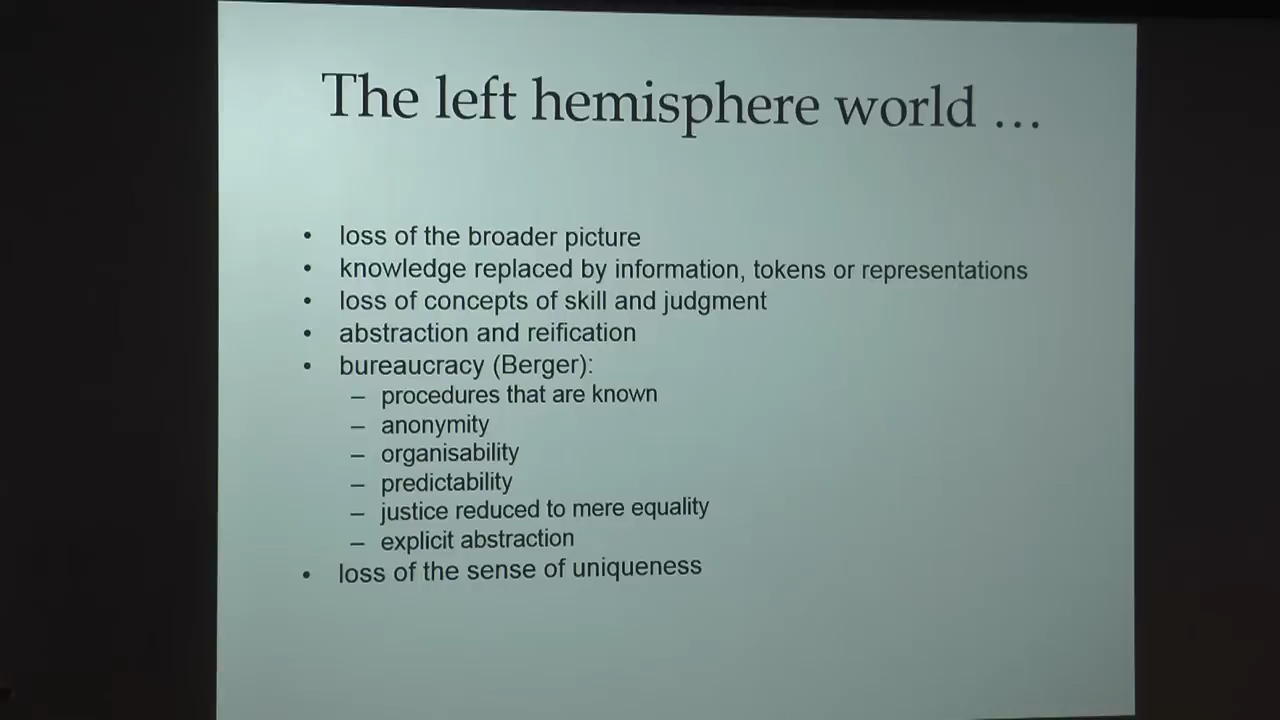 The left hemisphere world …
• loss of the broader picture
• knowledge replaced by information, tokens or representations
• loss of concepts of skill and judgment
• abstraction and reification
• bureaucracy (Berger):
– procedures that are known
– anonymity
– organisability
– predictability
– justice reduced to mere equality
– explicit abstraction
• loss of the sense of uniqueness